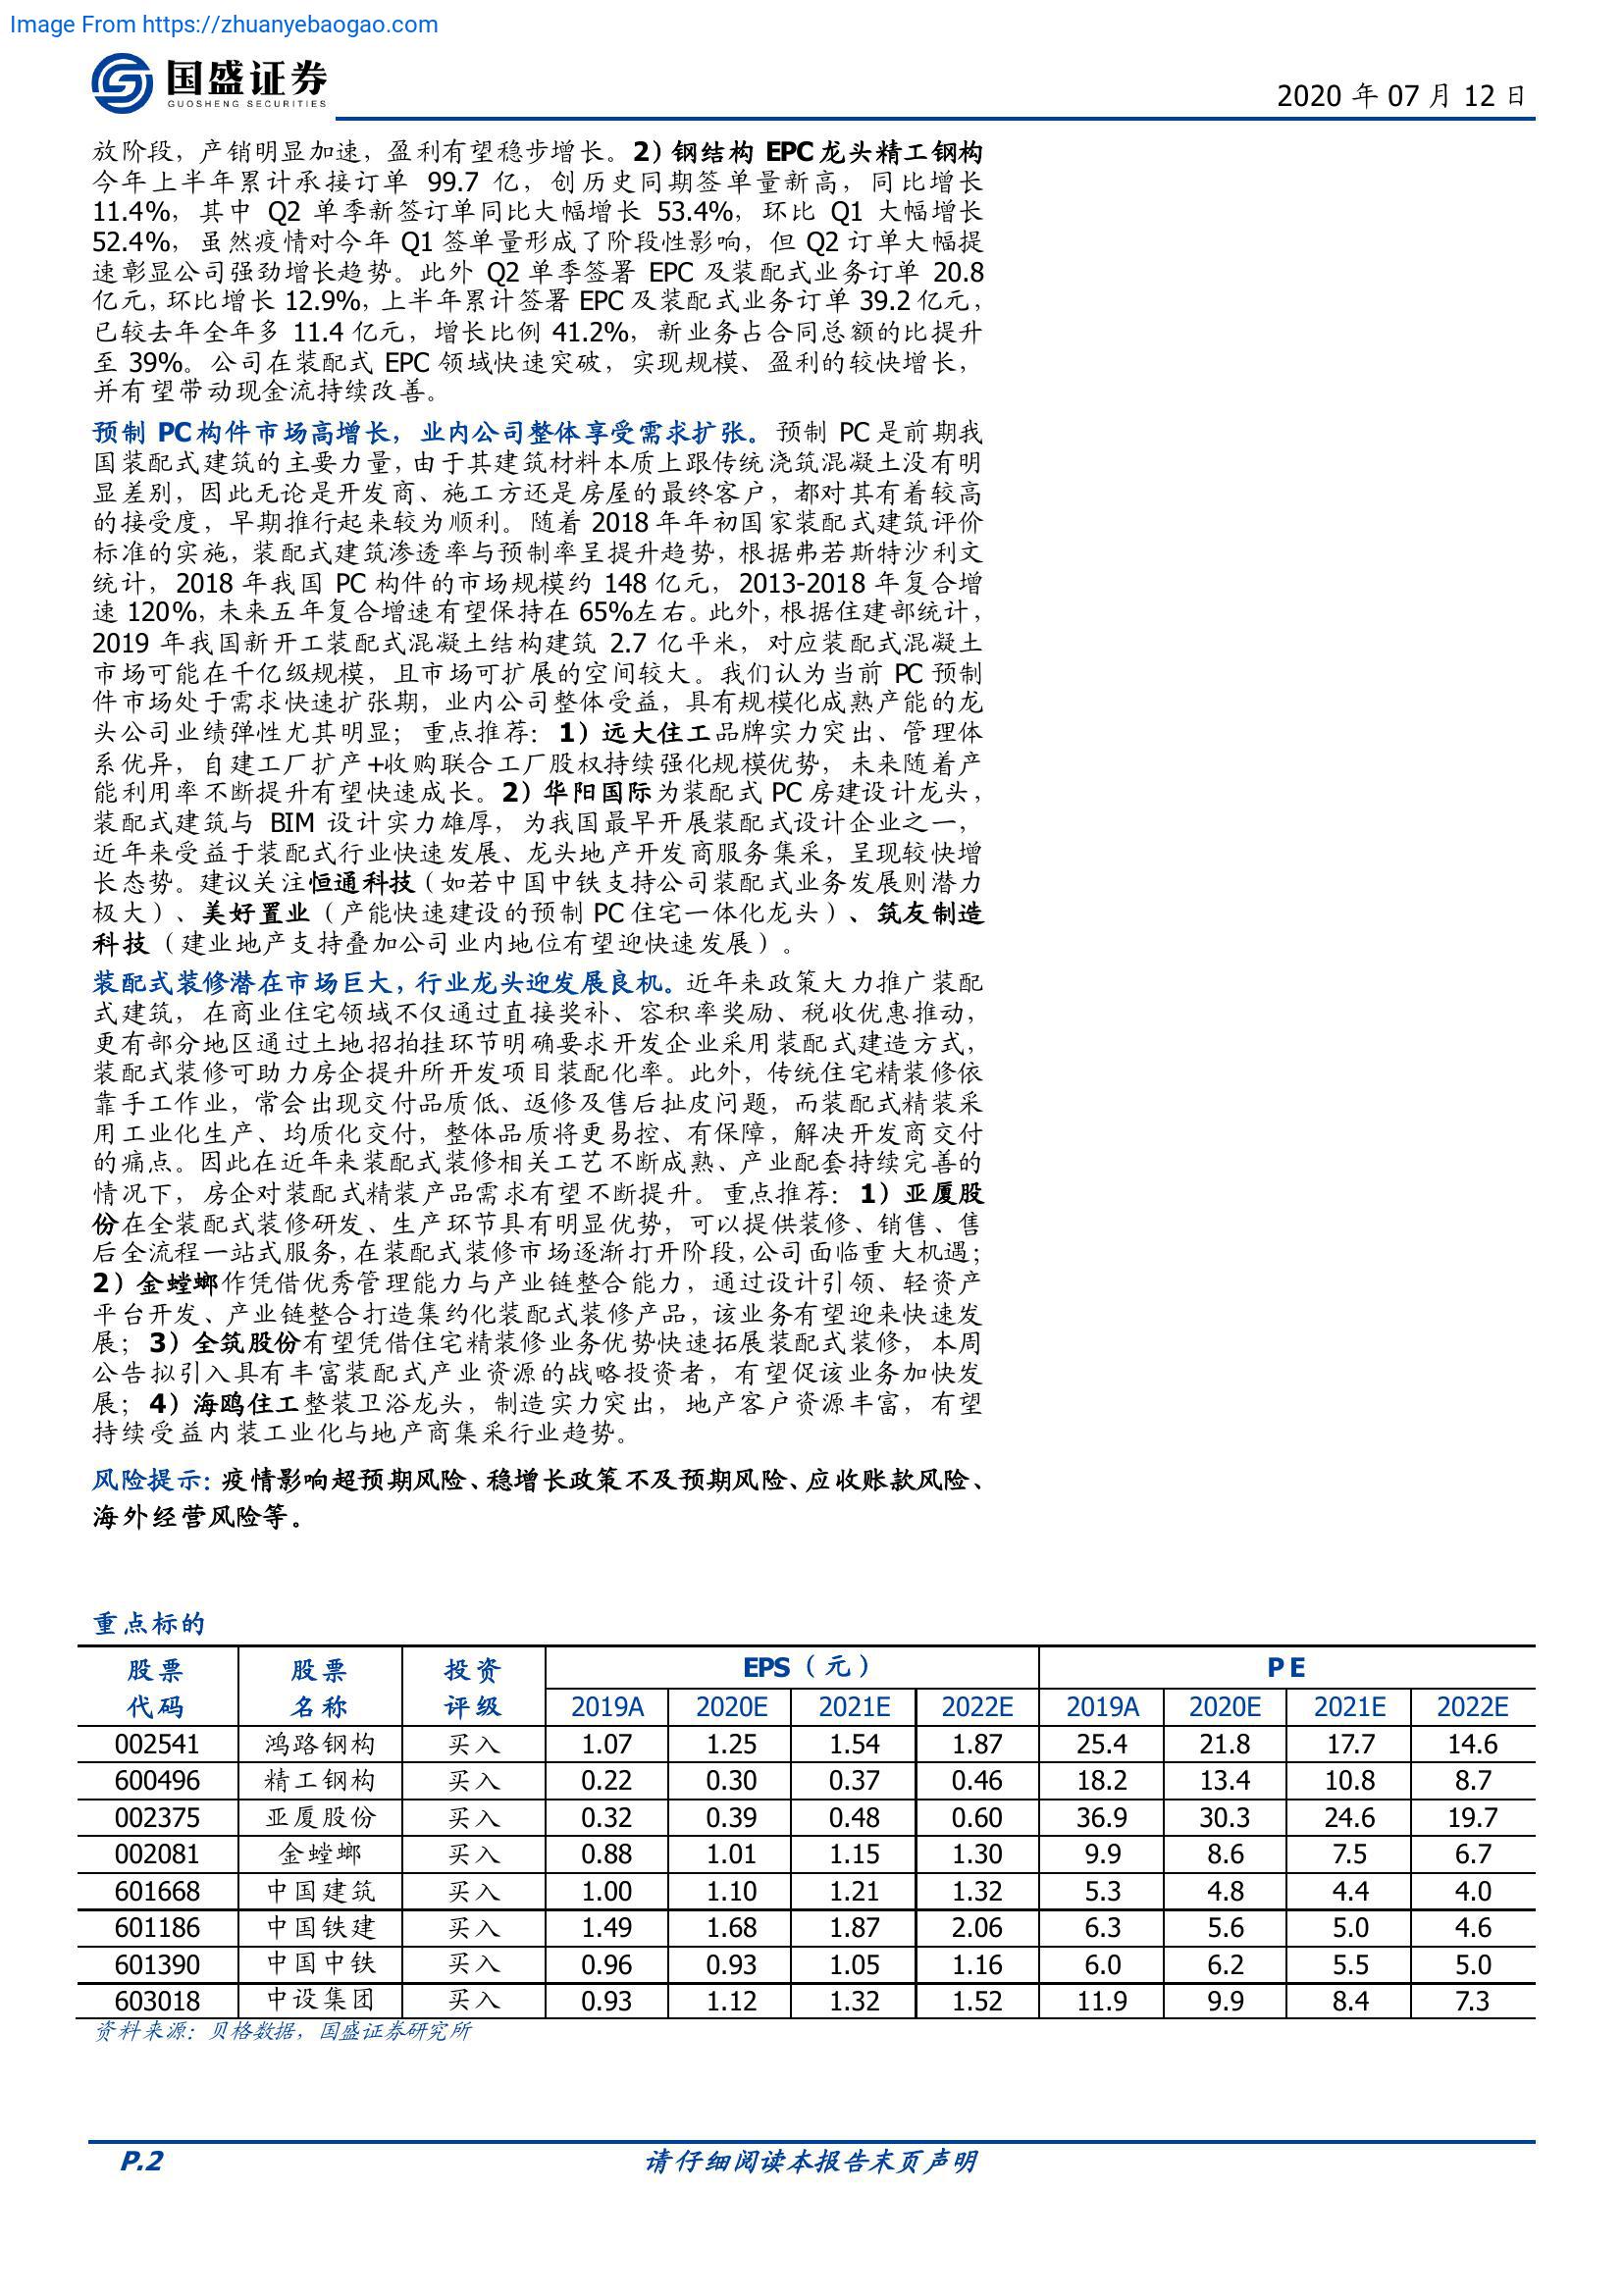 Image From https://zhuanyebaogao.com
国盛证券
GUOSHENG SECURITIES
2020 年 07 月 12 日
放阶段，产销明显加速，盈利有望稳步增长。2）钢结构 EPC 龙头精工钢构
今年上半年累计承接订单 99.7 亿，创历史同期签单量新高，同比增长
11.4%，其中 Q2 单季新签订单同比大幅增长 53.4%，环比 Q1 大幅增长
52.4%，虽然疫情对今年 Q1 签单量形成了阶段性影响，但 Q2 订单大幅提
速彰显公司强劲增长趋势。此外 Q2 单季签署 EPC 及装配式业务订单 20.8
亿元，环比增长 12.9%，上半年累计签署 EPC 及装配式业务订单 39.2 亿元，
已较去年全年多 11.4 亿元，增长比例 41.2%，新业务占合同总额的比提升
至 39%。公司在装配式 EPC 领域快速突破，实现规模、盈利的较快增长，
并有望带动现金流持续改善。
预制 PC 构件市场高增长，业内公司整体享受需求扩张。预制 PC 是前期我
国装配式建筑的主要力量，由于其建筑材料本质上跟传统浇筑混凝土没有明
显差别，因此无论是开发商、施工方还是房屋的最终客户，都对其有着较高
的接受度，早期推行起来较为顺利。随着 2018 年年初国家装配式建筑评价
标准的实施，装配式建筑渗透率与预制率呈提升趋势，根据弗若斯特沙利文
统计，2018 年我国 PC 构件的市场规模约 148 亿元，2013-2018 年复合增
速 120%，未来五年复合增速有望保持在 65%左右。此外，根据住建部统计，
2019 年我国新开工装配式混凝土结构建筑 2.7 亿平米，对应装配式混凝土
市场可能在千亿级规模，且市场可扩展的空间较大。我们认为当前 PC 预制
件市场处于需求快速扩张期，业内公司整体受益，具有规模化成熟产能的龙
头公司业绩弹性尤其明显；重点推荐：1）远大住工品牌实力突出、管理体
系优异，自建工厂扩产+收购联合工厂股权持续强化规模优势，未来随着产
能利用率不断提升有望快速成长。2）华阳国际为装配式 PC 房建设计龙头，
装配式建筑与 BIM 设计实力雄厚，为我国最早开展装配式设计企业之一，
近年来受益于装配式行业快速发展、龙头地产开发商服务集采，呈现较快增
长态势。建议关注恒通科技（如若中国中铁支持公司装配式业务发展则潜力
极大）、美好置业（产能快速建设的预制 PC 住宅一体化龙头）、筑友制造
科技（建业地产支持叠加公司业内地位有望迎快速发展）。
装配式装修潜在市场巨大，行业龙头迎发展良机。近年来政策大力推广装配
式建筑，在商业住宅领域不仅通过直接奖补、容积率奖励、税收优惠推动，
更有部分地区通过土地招拍挂环节明确要求开发企业采用装配式建造方式，
装配式装修可助力房企提升所开发项目装配化率。此外，传统住宅精装修依
靠手工作业，常会出现交付品质低、返修及售后扯皮问题，而装配式精装采
用工业化生产、均质化交付，整体品质将更易控、有保障，解决开发商交付
的痛点。因此在近年来装配式装修相关工艺不断成熟、产业配套持续完善的
情况下，房企对装配式精装产品需求有望不断提升。重点推荐：1）亚厦股
份在全装配式装修研发、生产环节具有明显优势，可以提供装修、销售、售
后全流程一站式服务，在装配式装修市场逐渐打开阶段，公司面临重大机遇；
2）金螳螂作凭借优秀管理能力与产业链整合能力，通过设计引领、轻资产
平台开发、产业链整合打造集约化装配式装修产品，该业务有望迎来快速发
展；3）全筑股份有望凭借住宅精装修业务优势快速拓展装配式装修，本周
公告拟引入具有丰富装配式产业资源的战略投资者，有望促该业务加快发
展；4）海鸥住工整装卫浴龙头，制造实力突出，地产客户资源丰富，有望
持续受益内装工业化与地产商集采行业趋势。
风险提示：疫情影响超预期风险、稳增长政策不及预期风险、应收账款风险、
海外经营风险等。
重点标的
股票 股票 投资 EPS（元） PE
代码 名称 评级 2019A 2020E 2021E 2022E 2019A 2020E 2021E 2022E
002541 鸿路钢构 买入 1.07 1.25 1.54 1.87 25.4 21.8 17.7 14.6
600496 精工钢构 买入 0.22 0.30 0.37 0.46 18.2 13.4 10.8 8.7
002375 亚厦股份 买入 0.32 0.39 0.48 0.60 36.9 30.3 24.6 19.7
002081 金螳螂 买入 0.88 1.01 1.15 1.30 9.9 8.6 7.5 6.7
601668 中国建筑 买入 1.00 1.10 1.21 1.32 5.3 4.8 4.4 4.0
601186 中国铁建 买入 1.49 1.68 1.87 2.06 6.3 5.6 5.0 4.6
601390 中国中铁 买入 0.96 0.93 1.05 1.16 6.0 6.2 5.5 5.0
603018 中设集团 买入 0.93 1.12 1.32 1.52 11.9 9.9 8.4 7.3
资料来源：贝格数据，国盛证券研究所
P.2 请仔细阅读本报告末页声明